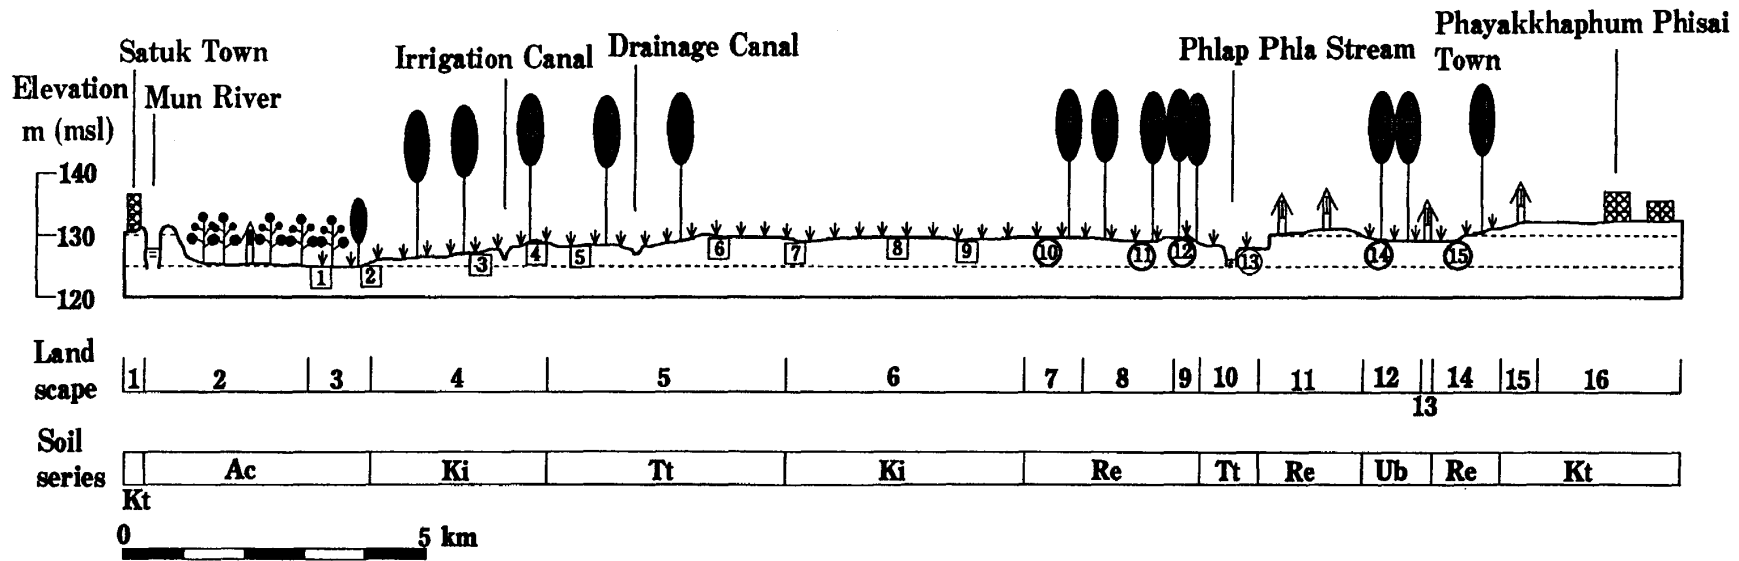 Satuk Town
Mun River
Irrigation Canal
Drainage Canal
Phlap Phla Stream
Phayakkhaphum Phisai
Town
Elevation
m (msl)
140
130
120
1 2 3 4 5 6 7 8 9 10 11 12 13 14 15
Land
scape
1 2 3 4 5 6 7 8 9 10 11 12 13 14 15 16
Soil
series
Kt Ac Ki Tt Ki Re Tt Re Ub Re Kt
0 5 km